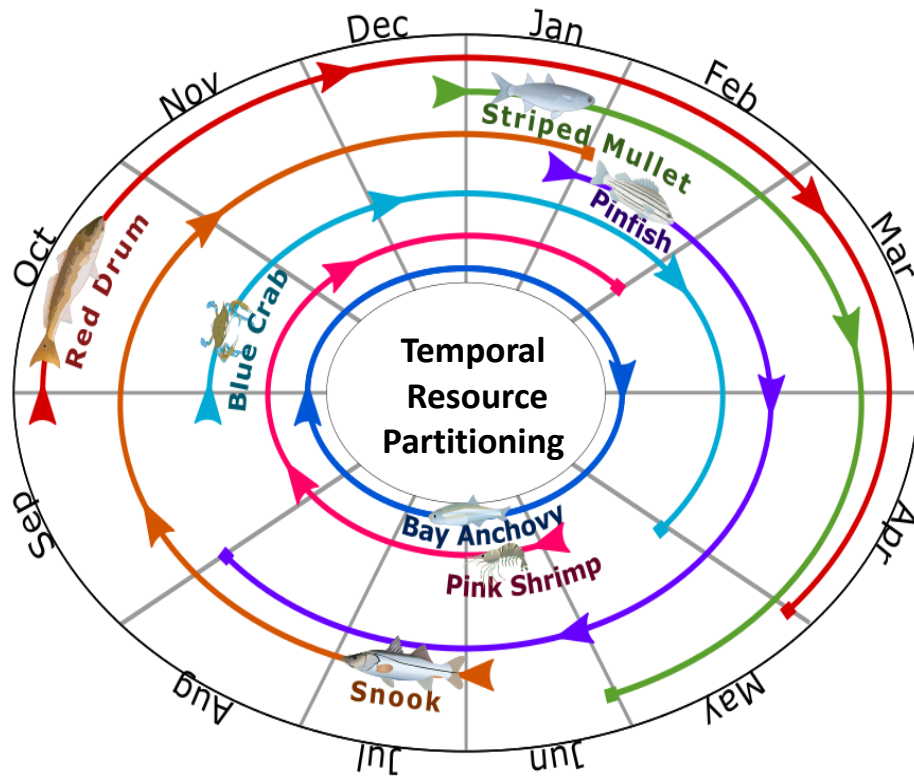 Dec
Jan
Nov
Feb
Striped Mullet
Pinfish
Oct
Red Drum
Blue Crab
Mar
Temporal
Resource
Partitioning
Sep
Apr
Bay Anchovy
Pink Shrimp
Snook
Aug
May
Jul
Jun